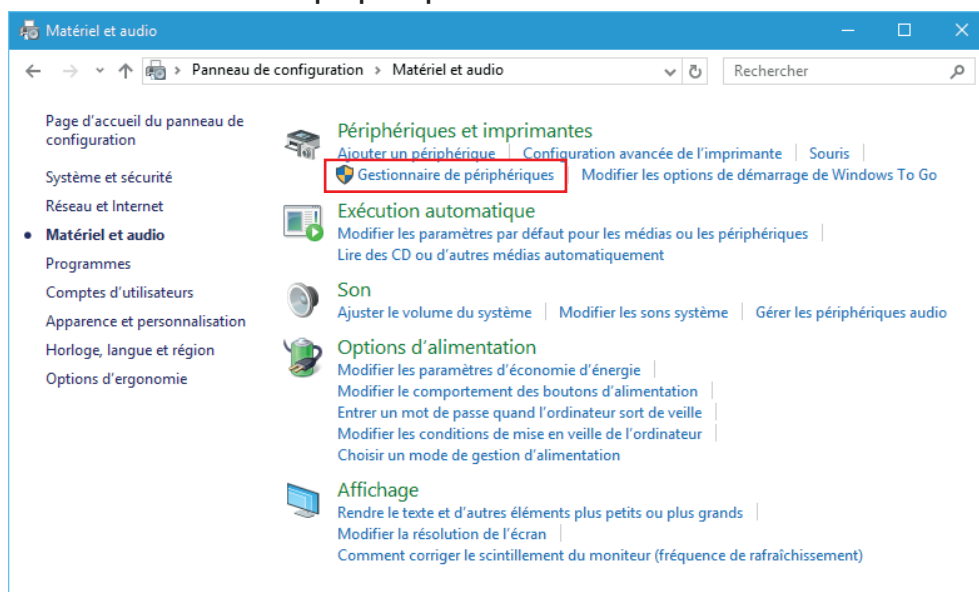 Matériel et audio
Panneau de configuration > Matériel et audio
Rechercher
Page d'accueil du panneau de
configuration
Système et sécurité
Réseau et Internet
Matériel et audio
Programmes
Comptes d'utilisateurs
Apparence et personnalisation
Horloge, langue et région
Options d'ergonomie
Périphériques et imprimantes
Ajouter un périphérique | Configuration avancée de l'imprimante | Souris |
Gestionnaire de périphériques | Modifier les options de démarrage de Windows To Go
Exécution automatique
Modifier les paramètres par défaut pour les médias ou les périphériques |
Lire des CD ou d'autres médias automatiquement
Son
Ajuster le volume du système | Modifier les sons système | Gérer les périphériques audio
Options d'alimentation
Modifier les paramètres d'économie d'énergie |
Modifier le comportement des boutons d'alimentation |
Entrer un mot de passe quand l'ordinateur sort de veille |
Modifier les conditions de mise en veille de l'ordinateur |
Choisir un mode de gestion d'alimentation
Affichage
Rendre le texte et d'autres éléments plus petits ou plus grands |
Modifier la résolution de l'écran |
Comment corriger le scintillement du moniteur (fréquence de rafraîchissement)